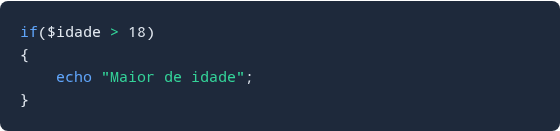 if($idade > 18)
{
    echo "Maior de idade";
}